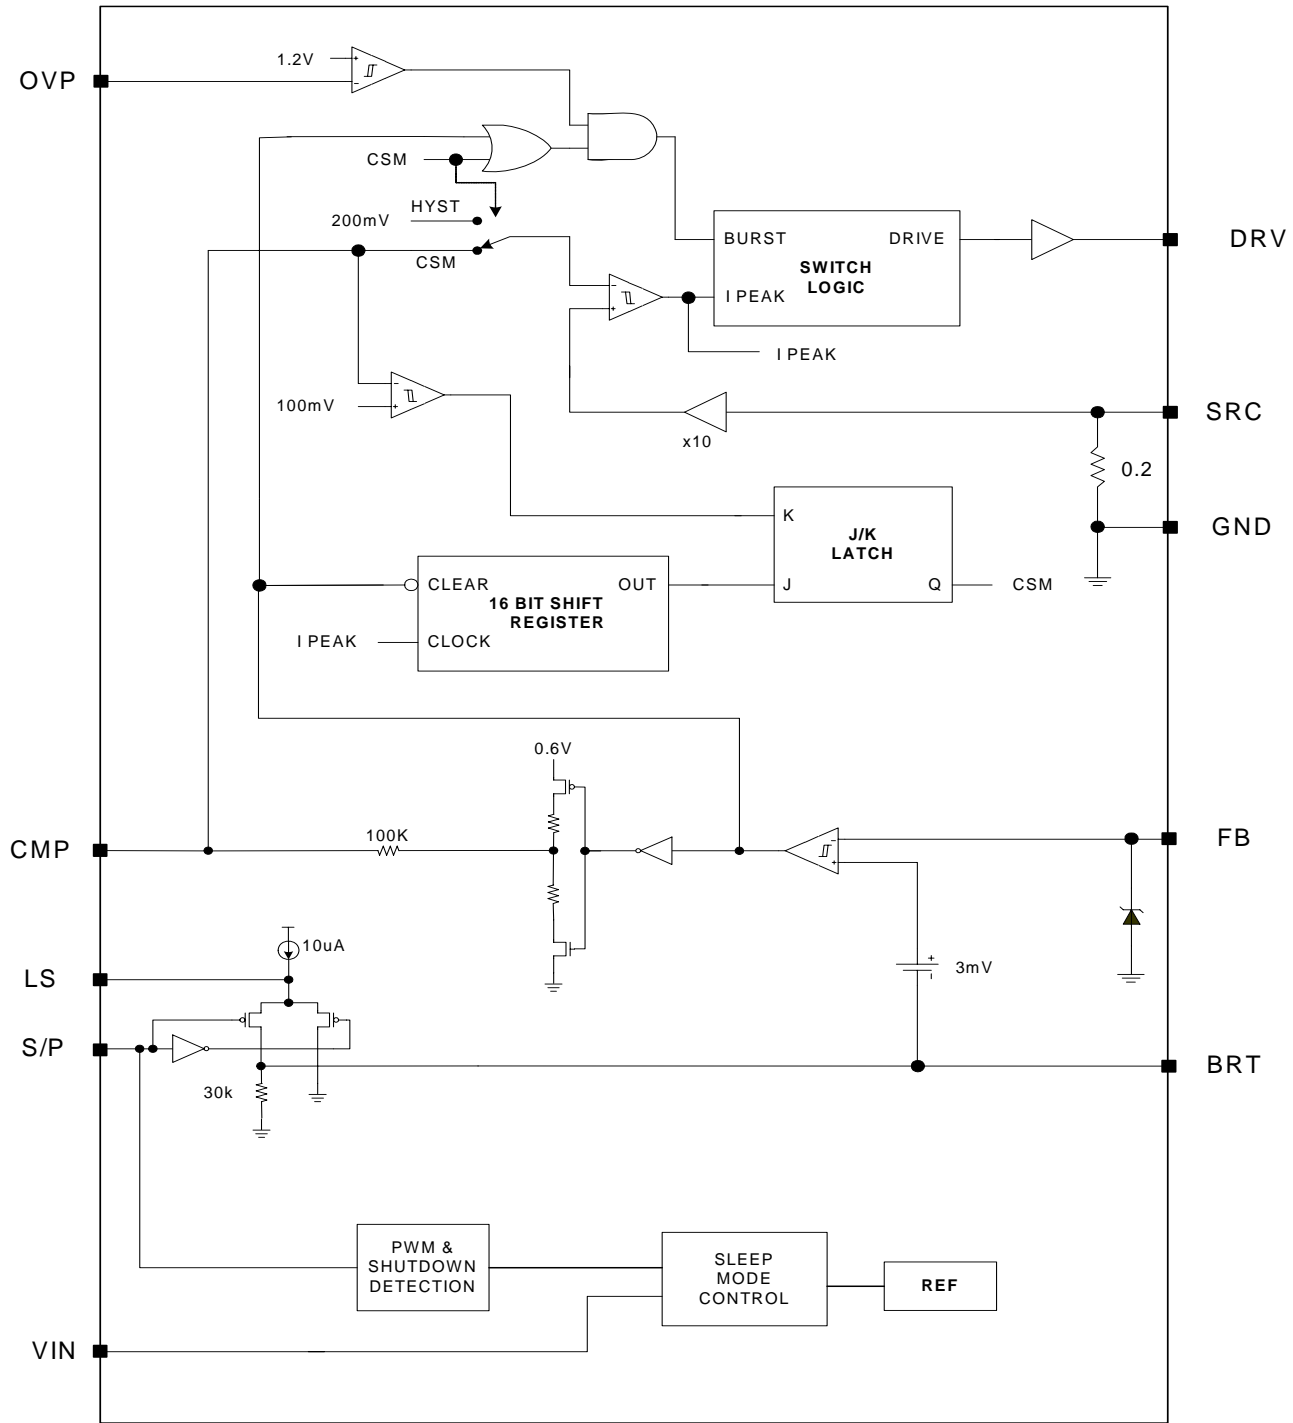 1.2V
+
-
OVP
CSM
HYST
200mV
CSM
BURST
DRIVE
SWITCH
LOGIC
I PEAK
DRV
-
+
I PEAK
-
+
100mV
x10
SRC
0.2
GND
K
J/K
LATCH
J
Q
CSM
CLEAR
OUT
16 BIT SHIFT
REGISTER
I PEAK
CLOCK
0.6V
CMP
100K
-
+
FB
LS
10uA
+
-
3mV
S/P
30k
BRT
PWM &
SHUTDOWN
DETECTION
SLEEP
MODE
CONTROL
REF
VIN